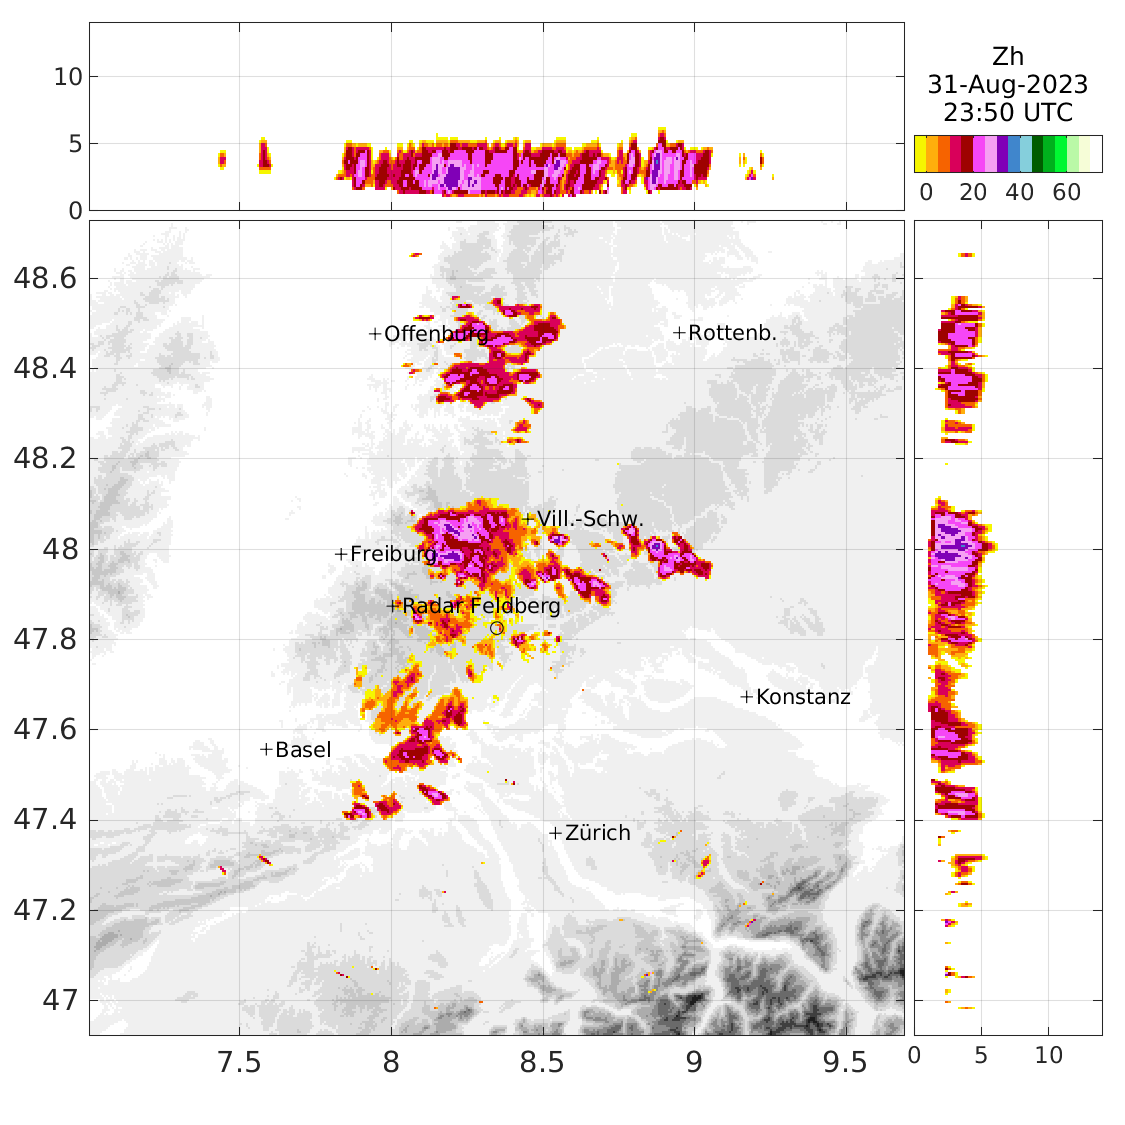 Zh
31-Aug-2023
23:50 UTC
0 20 40 60
10
5
0
48.6
48.4
48.2
48
47.8
47.6
47.4
47.2
47
Offenburg
Rottenb.
Vill.-Schw.
Freiburg
Radar Feldberg
Konstanz
Basel
Zürich
7.5 8 8.5 9 9.5
0 5 10